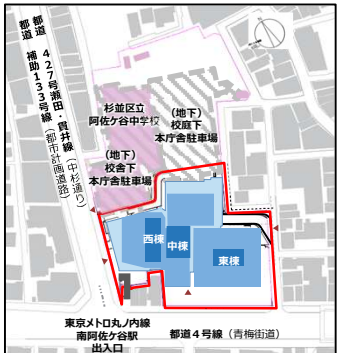 都道 427号瀬田・貫井線（中杉通り）
都道 補助133号線（都市計画道路）
杉並区立
阿佐ケ谷中学校
（地下）
校庭下
本庁舎駐車場
（地下）
校舎下
本庁舎駐車場
西棟
中棟
東棟
東京メトロ丸ノ内線
南阿佐ケ谷駅
出入口
都道４号線（青梅街道）